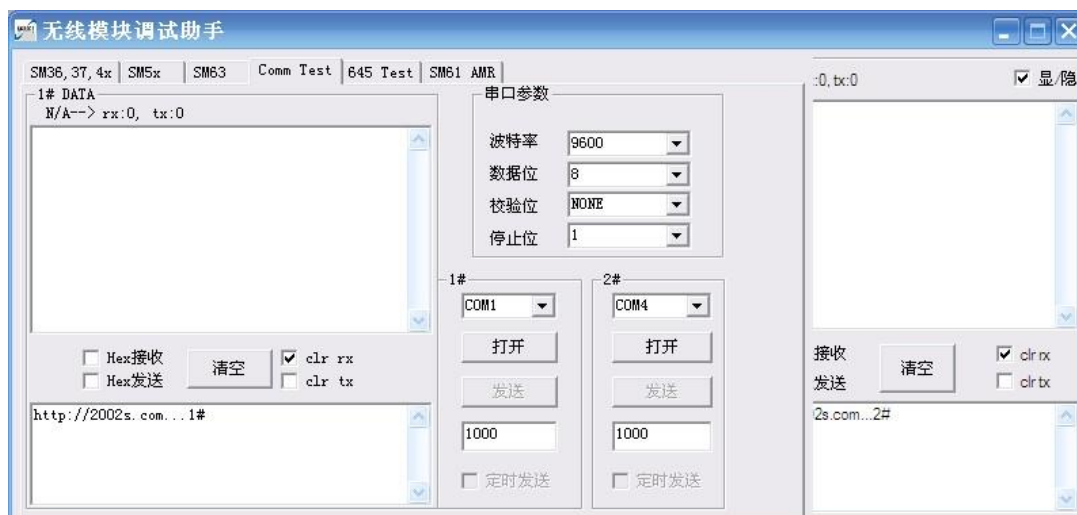 无线模块调试助手
SM36, 37, 4x
SM5x
SM63
Comm Test
645 Test
SM61 AMR
1# DATA
N/A--> rx:0, tx:0
串口参数
波特率 9600
数据位 8
校验位 NONE
停止位 1
:0, tx:0
显/隐
1#
COM1
打开
发送
1000
定时发送
2#
COM4
打开
发送
1000
定时发送
Hex接收
Hex发送
清空
clr rx
clr tx
http://2002s.com...1#
接收
发送
清空
clr rx
clr tx
2s.com...2#